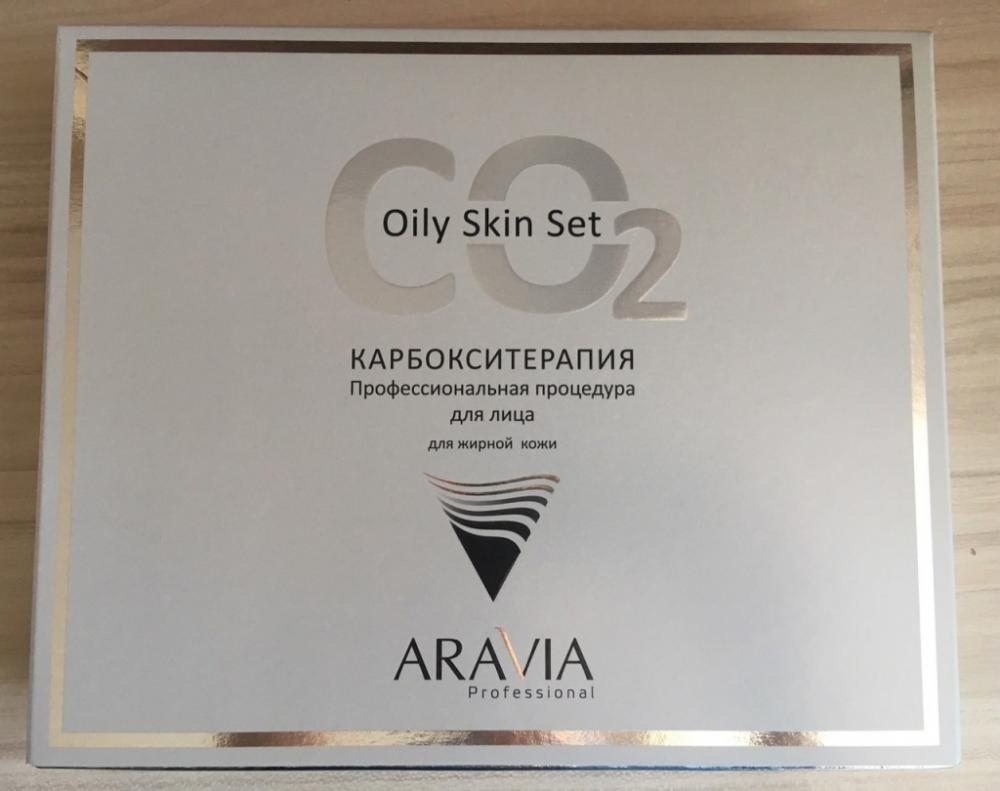 CO2
Oily Skin Set
КАРБОКСИТЕРАПИЯ
Профессиональная процедура
для лица
для жирной кожи
ARAVIA
Professional